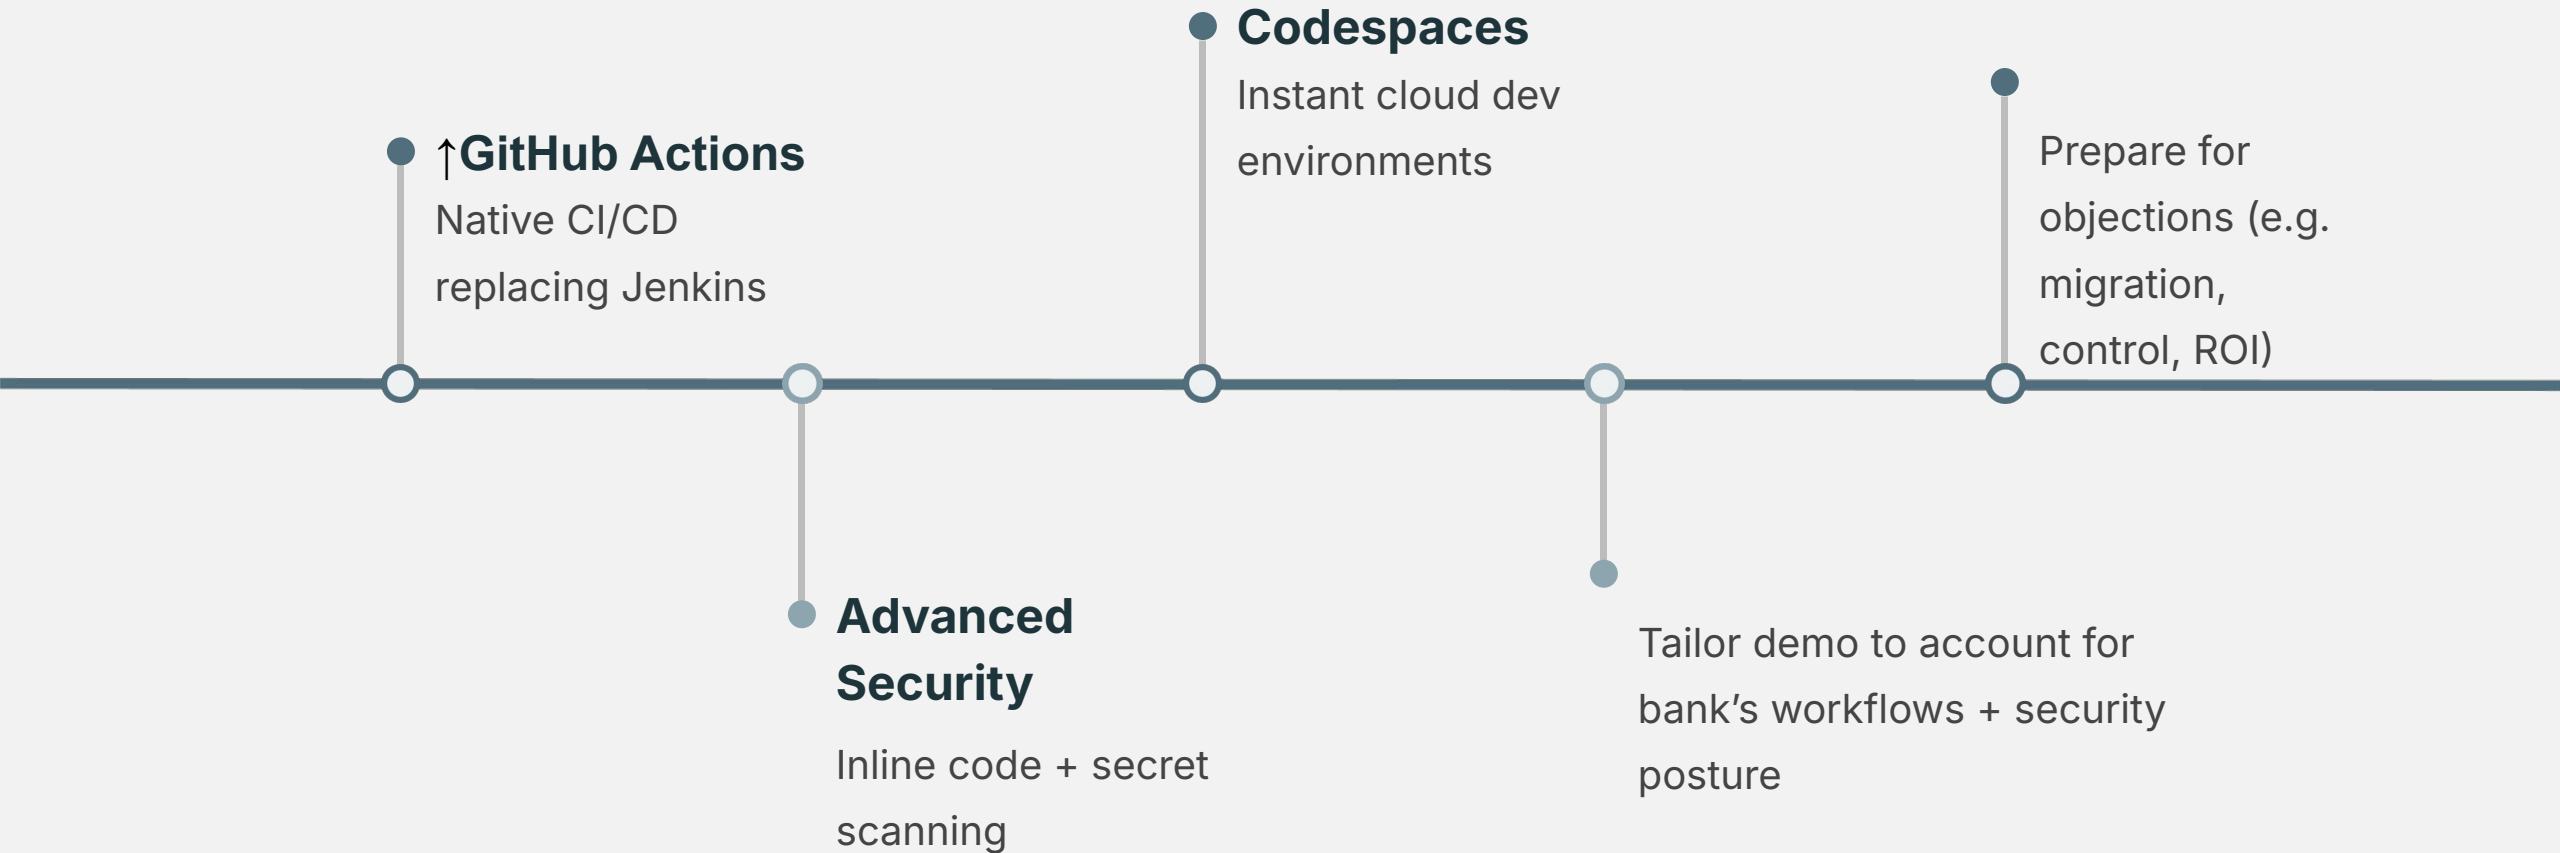 ↑GitHub Actions
Native CI/CD
replacing Jenkins
Advanced
Security
Inline code + secret
scanning
Codespaces
Instant cloud dev
environments
Tailor demo to account for
bank’s workflows + security
posture
Prepare for
objections (e.g.
migration,
control, ROI)